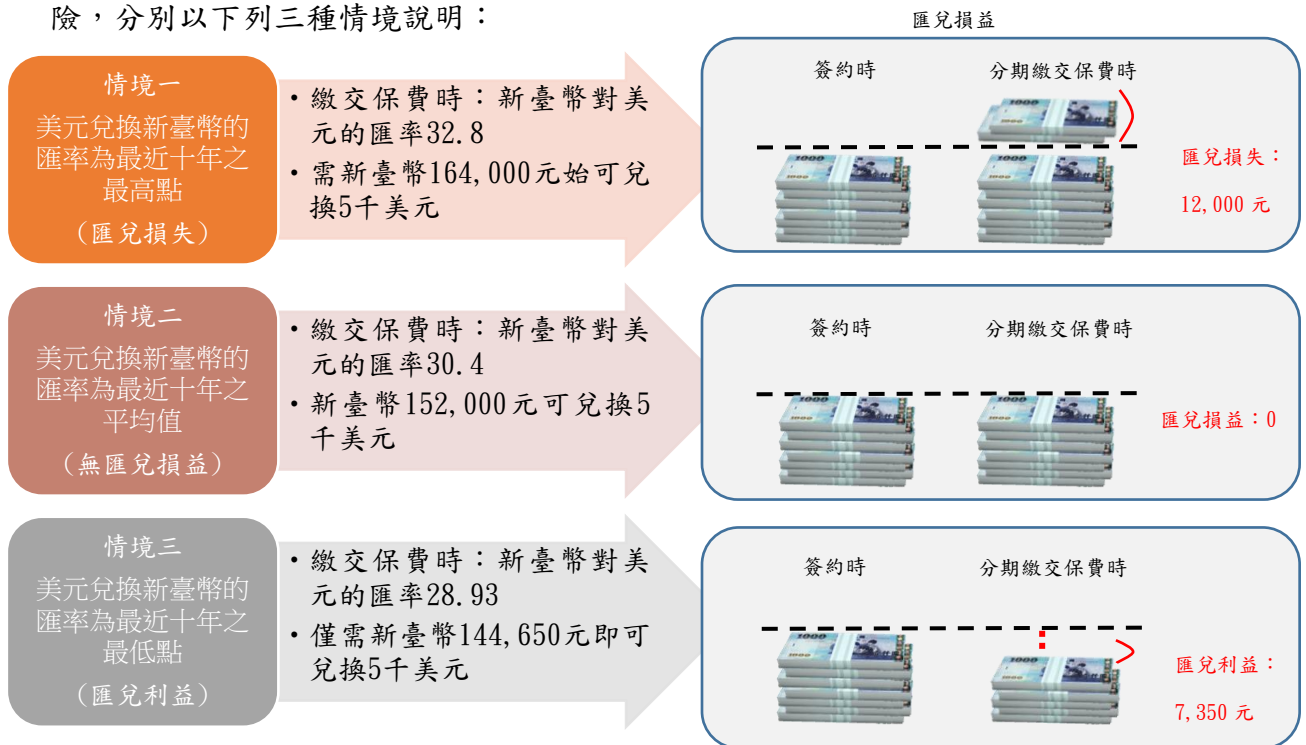 險，分別以下列三種情境說明：
匯兌損益
情境一
美元兌換新臺幣的
匯率為最近十年之
最高點
（匯兌損失）
・繳交保費時：新臺幣對美
元的匯率32.8
・需新臺幣164,000元始可兌
換5千美元
簽約時
分期繳交保費時
匯兌損失：
12,000 元
情境二
美元兌換新臺幣的
匯率為最近十年之
平均值
（無匯兌損益）
・繳交保費時：新臺幣對美
元的匯率30.4
・新臺幣152,000元可兌換5
千美元
簽約時
分期繳交保費時
匯兌損益：0
情境三
美元兌換新臺幣的
匯率為最近十年之
最低點
（匯兌利益）
・繳交保費時：新臺幣對美
元的匯率28.93
・僅需新臺幣144,650元即可
兌換5千美元
簽約時
分期繳交保費時
匯兌利益：
7,350 元